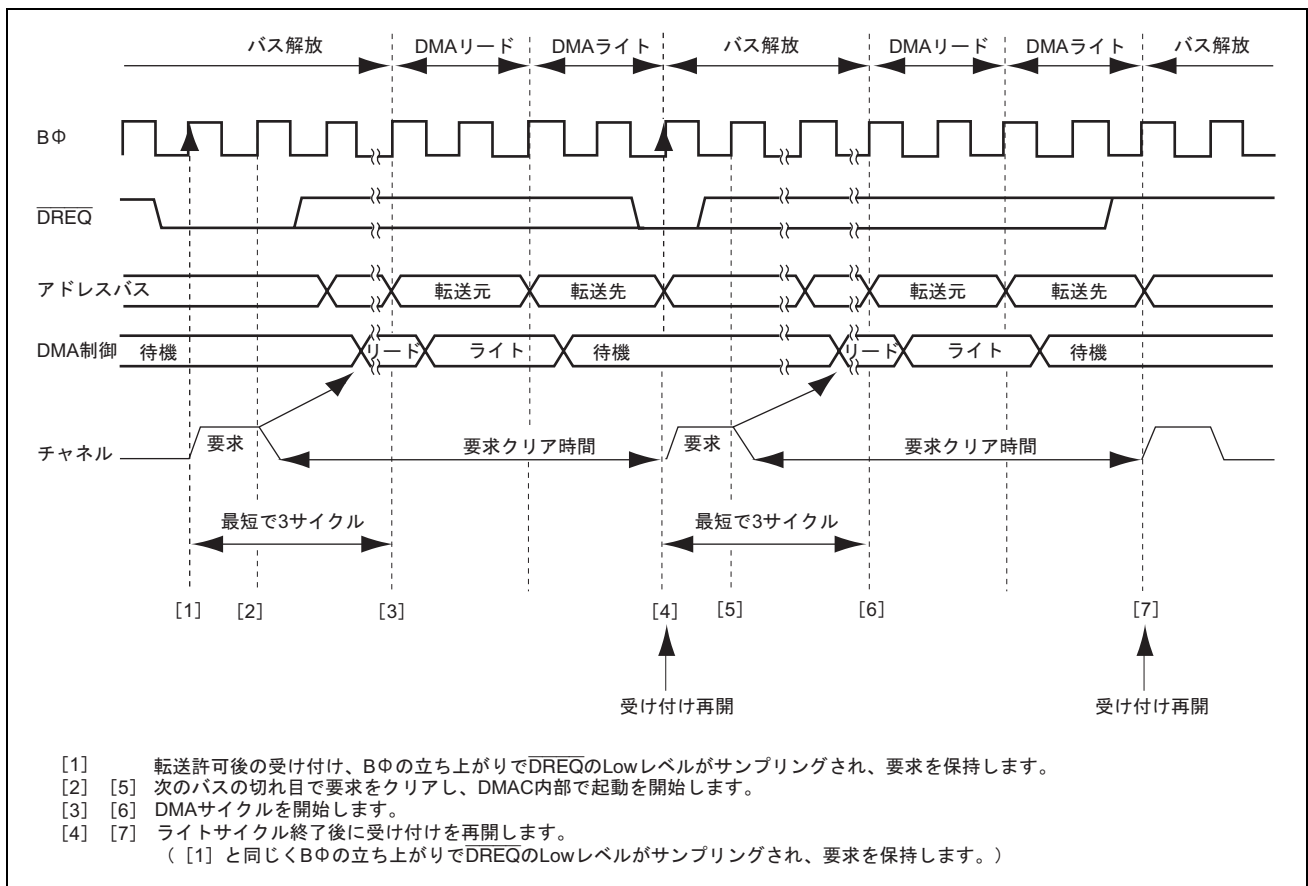 バス解放 DMAリード DMAライト バス解放 DMAリード DMAライト バス解放
BΦ
DREQ
アドレスバス 転送元 転送先 転送元 転送先
DMA制御 待機 リード ライト 待機 リード ライト 待機
チャネル 要求 要求クリア時間 要求 要求クリア時間
最短で3サイクル 最短で3サイクル
[1] [2] [3] [4] [5] [6] [7]
受け付け再開 受け付け再開
[1] 転送許可後の受け付け、BΦの立ち上がりでDREQのLowレベルがサンプリングされ、要求を保持します。
[2] [5] 次のバスの切れ目で要求をクリアし、DMAC内部で起動を開始します。
[3] [6] DMAサイクルを開始します。
[4] [7] ライトサイクル終了後に受け付けを再開します。
([1]と同じくBΦの立ち上がりでDREQのLowレベルがサンプリングされ、要求を保持します。)